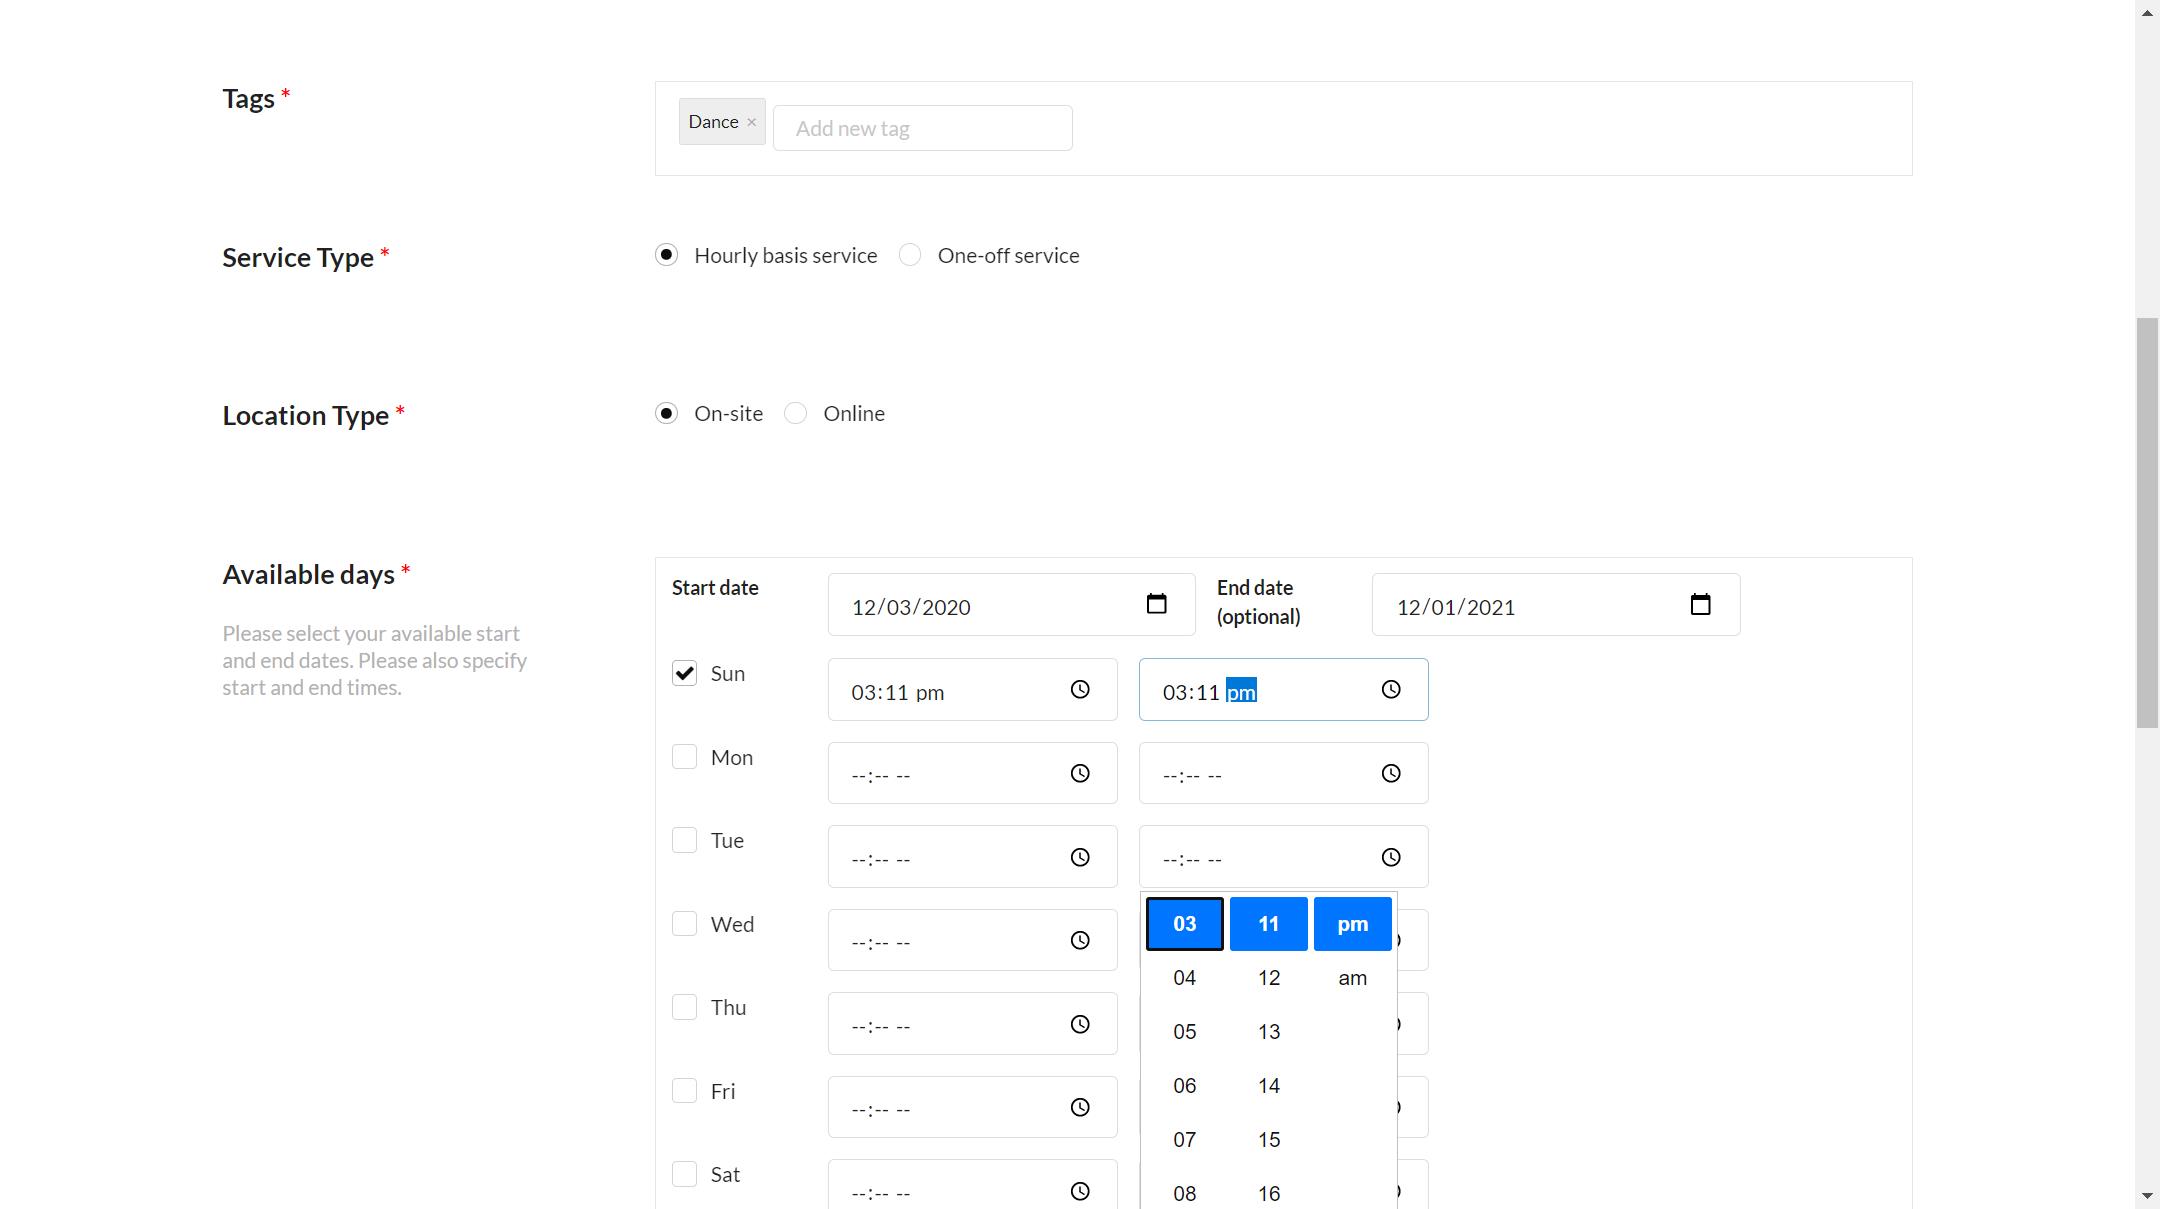 Tags *
Dance ×
Add new tag
Service Type *
Hourly basis service
One-off service
Location Type *
On-site
Online
Available days *
Please select your available start
and end dates. Please also specify
start and end times.
Start date
12/03/2020
End date
(optional)
12/01/2021
Sun
03:11 pm
03:11 pm
Mon
--:-- --
--:-- --
Tue
--:-- --
--:-- --
Wed
--:-- --
Thu
--:-- --
Fri
--:-- --
Sat
--:-- --
03 11 pm
04 12 am
05 13
06 14
07 15
08 16